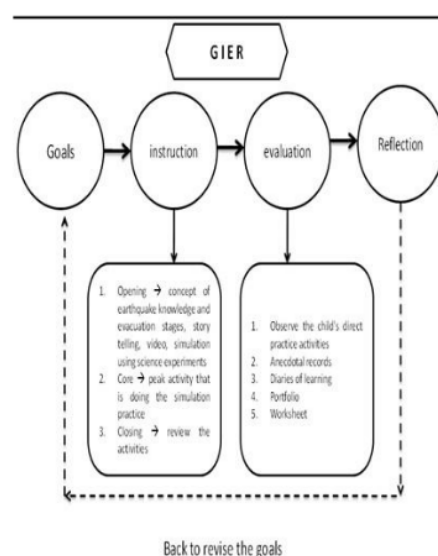 GIER
Goals
instruction
evaluation
Reflection
1. Opening → concept of
earthquake knowledge and
evacuation stages, story
telling, video, simulation
using science experiments
2. Core → peak activity that
is doing the simulation
practice
3. Closing → review the
activities
1. Observe the child's direct
practice activities
2. Anecdotal records
3. Diaries of learning
4. Portfolio
5. Worksheet
Back to revise the goals